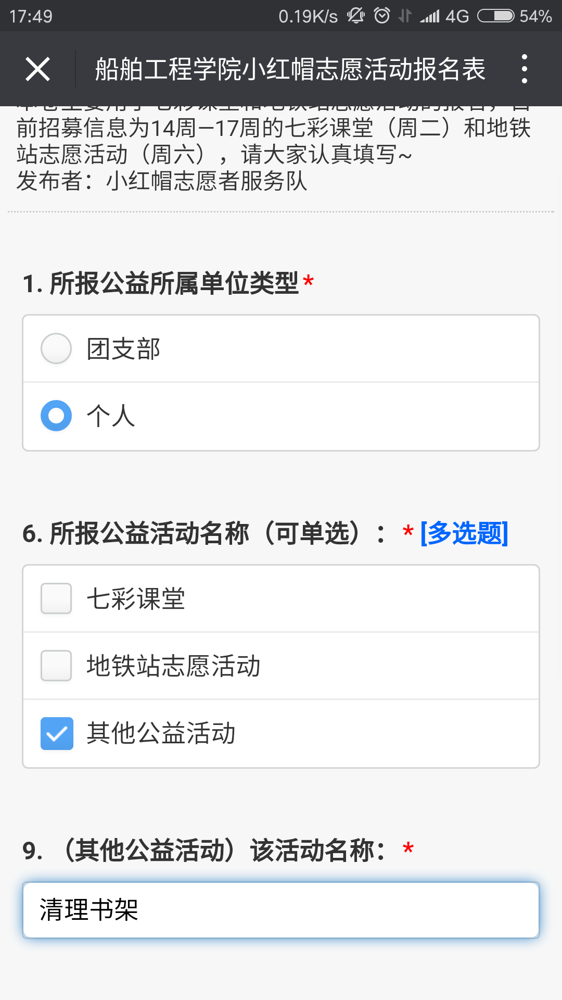 17:49 0.19K/s 4G 54%
船舶工程学院小红帽志愿活动报名表
前招募信息为14周—17周的七彩课堂（周二）和地铁
站志愿活动（周六），请大家认真填写~
发布者：小红帽志愿者服务队
1. 所报公益所属单位类型*
团支部
个人
6. 所报公益活动名称（可单选）：*[多选题]
七彩课堂
地铁站志愿活动
其他公益活动
9. （其他公益活动）该活动名称：*
清理书架